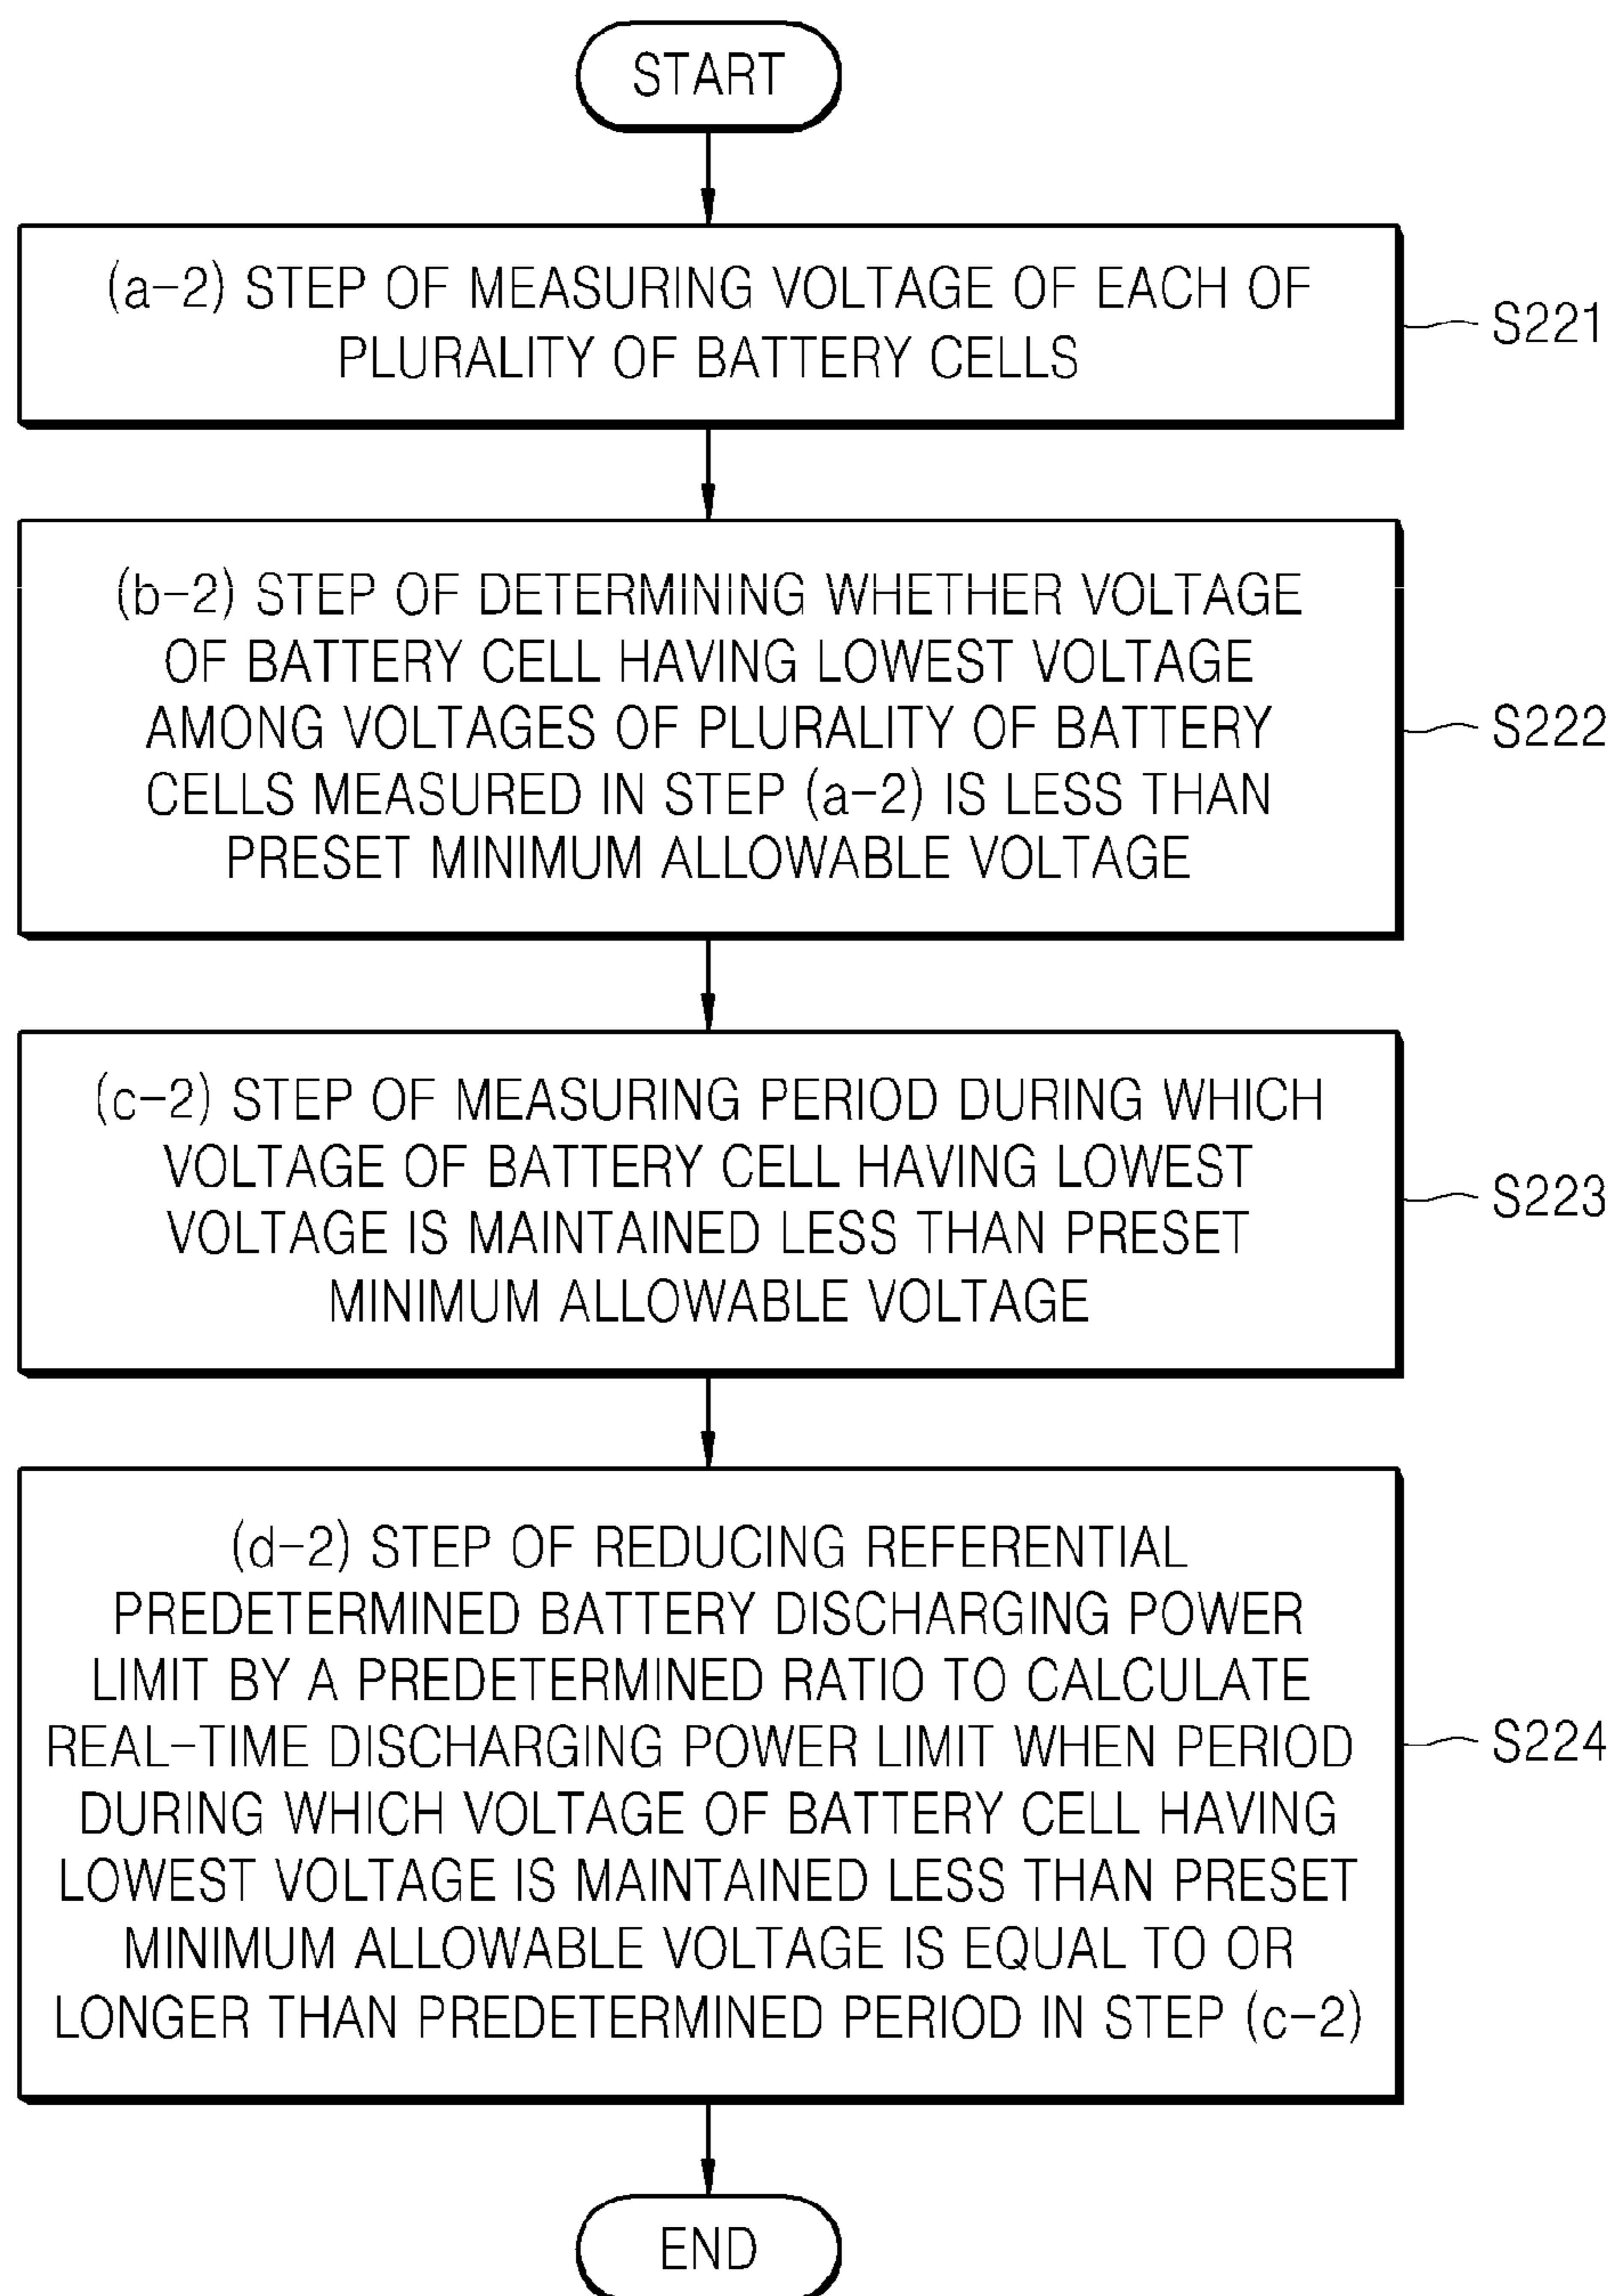 START
(a-2) STEP OF MEASURING VOLTAGE OF EACH OF
PLURALITY OF BATTERY CELLS
S221
(b-2) STEP OF DETERMINING WHETHER VOLTAGE
OF BATTERY CELL HAVING LOWEST VOLTAGE
AMONG VOLTAGES OF PLURALITY OF BATTERY
CELLS MEASURED IN STEP (a-2) IS LESS THAN
PRESET MINIMUM ALLOWABLE VOLTAGE
S222
(c-2) STEP OF MEASURING PERIOD DURING WHICH
VOLTAGE OF BATTERY CELL HAVING LOWEST
VOLTAGE IS MAINTAINED LESS THAN PRESET
MINIMUM ALLOWABLE VOLTAGE
S223
(d-2) STEP OF REDUCING REFERENTIAL
PREDETERMINED BATTERY DISCHARGING POWER
LIMIT BY A PREDETERMINED RATIO TO CALCULATE
REAL-TIME DISCHARGING POWER LIMIT WHEN PERIOD
DURING WHICH VOLTAGE OF BATTERY CELL HAVING
LOWEST VOLTAGE IS MAINTAINED LESS THAN PRESET
MINIMUM ALLOWABLE VOLTAGE IS EQUAL TO OR
LONGER THAN PREDETERMINED PERIOD IN STEP (c-2)
S224
END